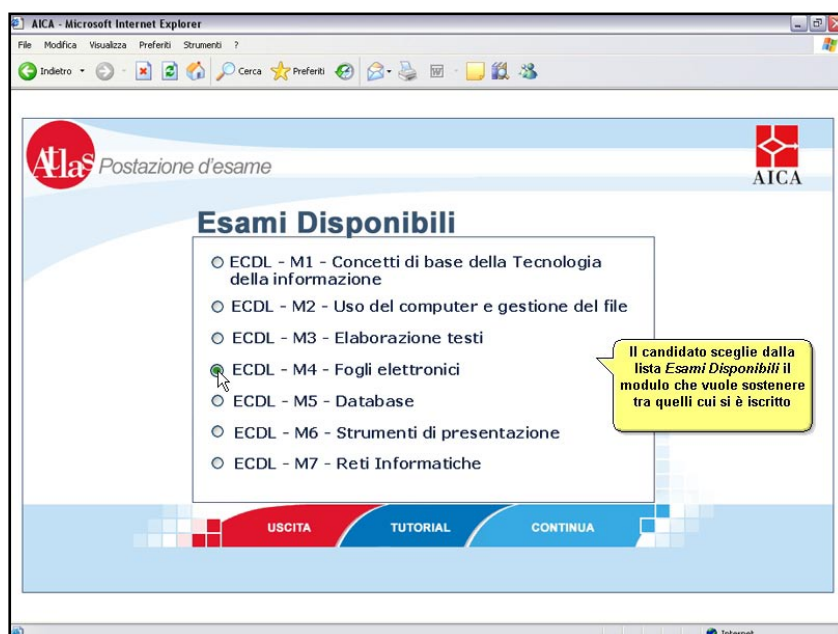 AICA - Microsoft Internet Explorer
File Modifica Visualizza Preferiti Strumenti ?
Indietro Cerca Preferiti
Atlas Postazione d'esame
AICA
Esami Disponibili
ECDL - M1 - Concetti di base della Tecnologia
della informazione
ECDL - M2 - Uso del computer e gestione del file
ECDL - M3 - Elaborazione testi
ECDL - M4 - Fogli elettronici
ECDL - M5 - Database
ECDL - M6 - Strumenti di presentazione
ECDL - M7 - Reti Informatiche
Il candidato sceglie dalla
lista Esami Disponibili il
modulo che vuole sostenere
tra quelli cui si è iscritto
USCITA TUTORIAL CONTINUA
Internet